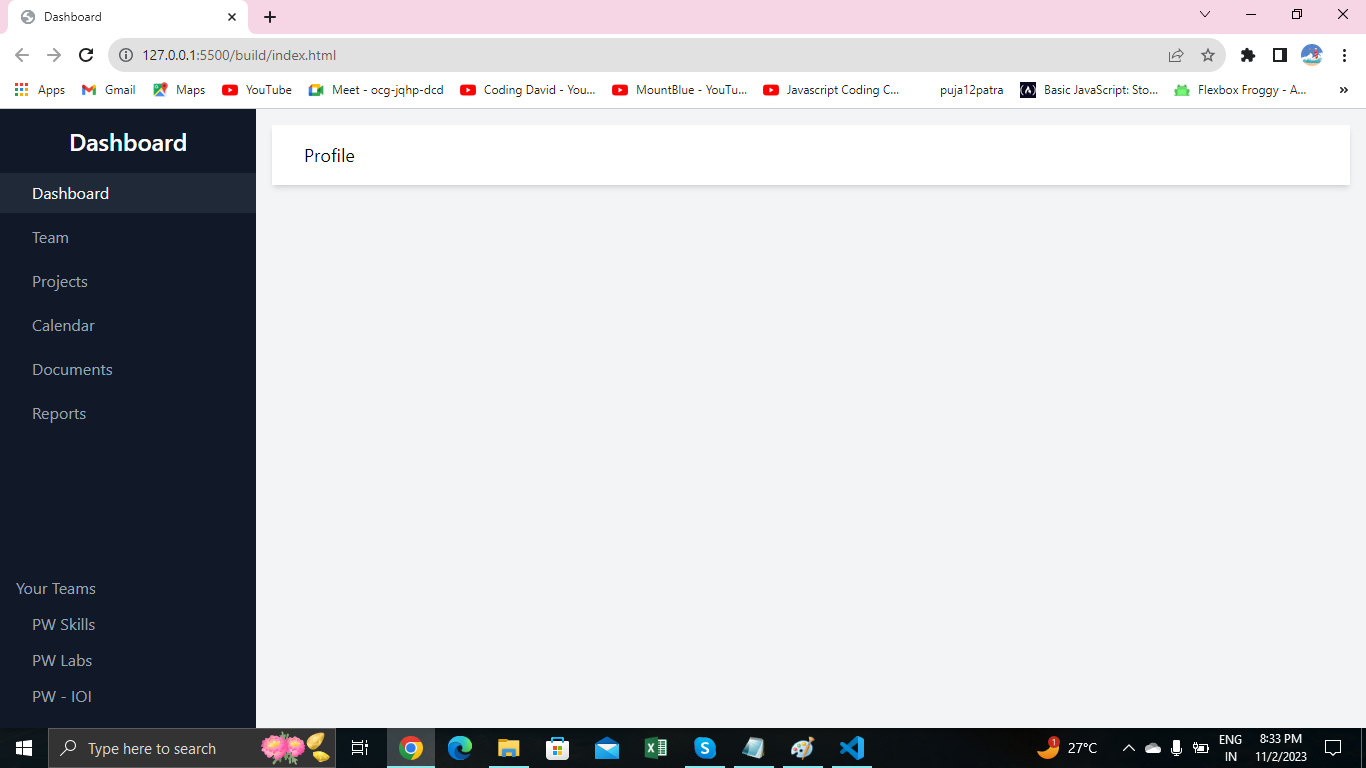 Dashboard
127.0.0.1:5500/build/index.html
Apps Gmail Maps YouTube Meet - ocg-jqhp-dcd Coding David - You... MountBlue - YouTu... Javascript Coding C... puja12patra Basic JavaScript: Sto... Flexbox Froggy - A... »
Dashboard
Profile
Dashboard
Team
Projects
Calendar
Documents
Reports
Your Teams
PW Skills
PW Labs
PW - IOI
Type here to search
1
27°C
ENG
IN
8:33 PM
11/2/2023